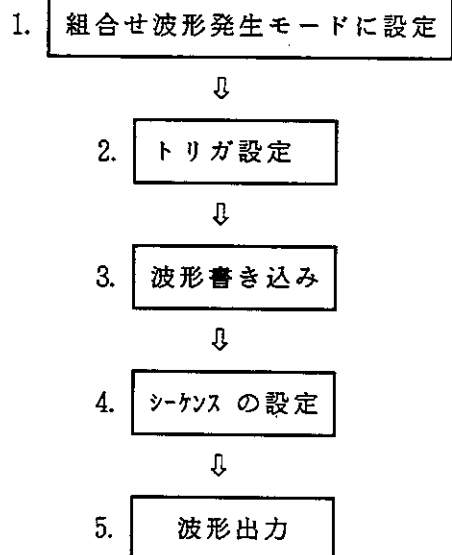 1. 組合せ波形発生モードに設定
⇩
2. トリガ設定
⇩
3. 波形書き込み
⇩
4. シーケンス の設定
⇩
5. 波形出力